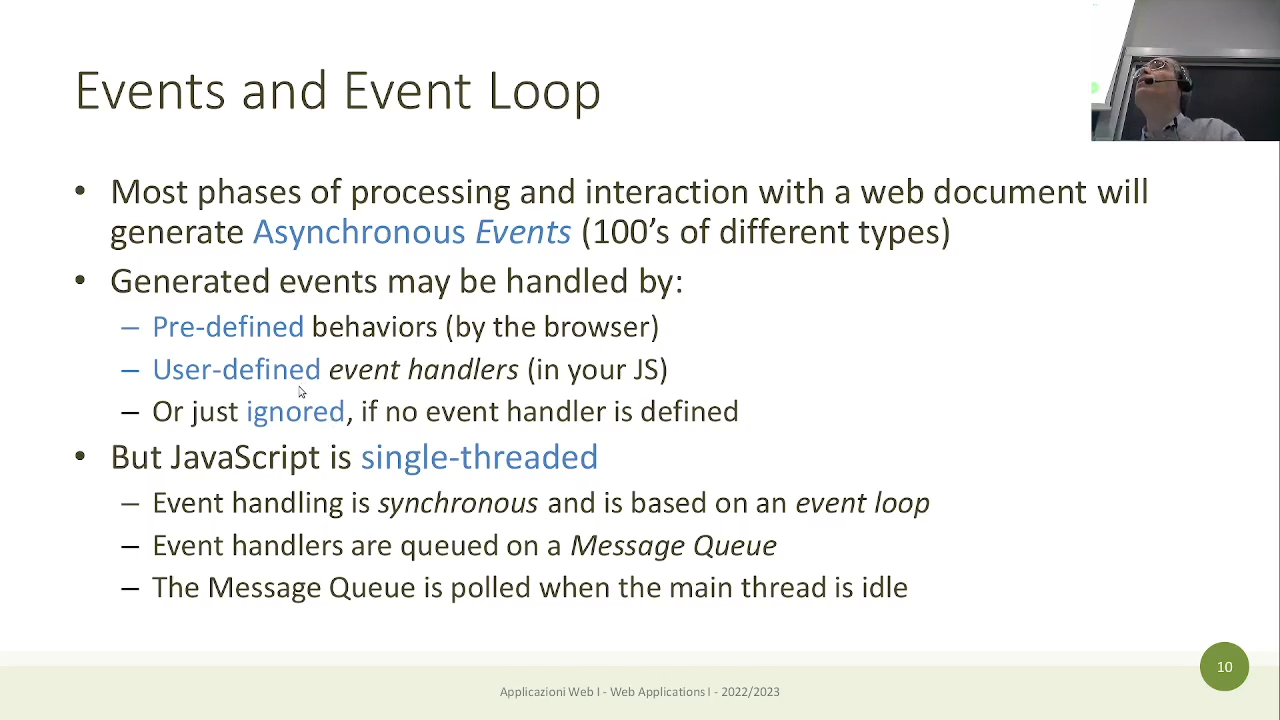 Events and Event Loop
• Most phases of processing and interaction with a web document will
generate Asynchronous Events (100’s of different types)
• Generated events may be handled by:
– Pre-defined behaviors (by the browser)
– User-defined event handlers (in your JS)
– Or just ignored, if no event handler is defined
• But JavaScript is single-threaded
– Event handling is synchronous and is based on an event loop
– Event handlers are queued on a Message Queue
– The Message Queue is polled when the main thread is idle
10
Applicazioni Web I - Web Applications I - 2022/2023